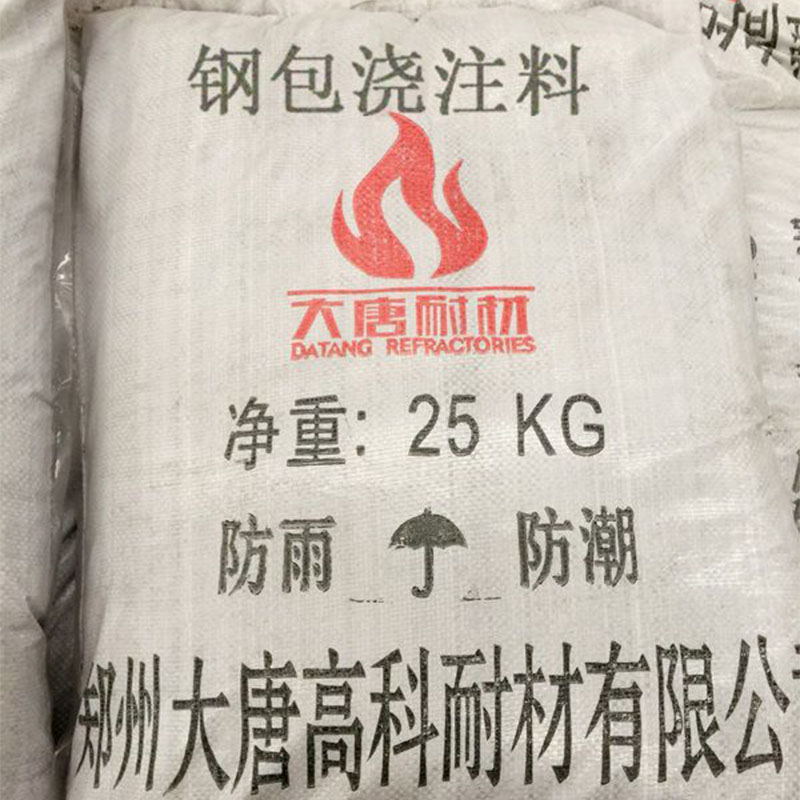 钢包浇注料
大唐耐材
DATANG REFRACTORIES
净重: 25 KG
防雨 防潮
郑州大唐高科耐材有限公